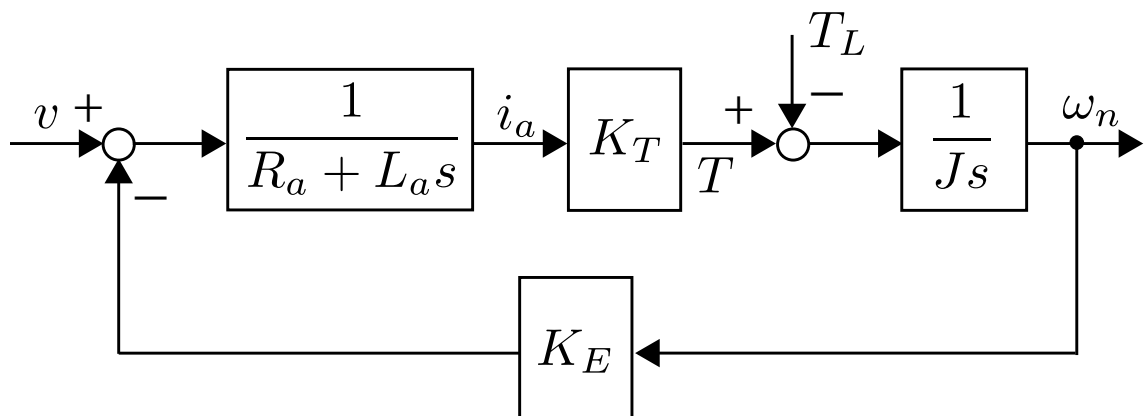 v + 1 / (R_a + L_a s) i_a K_T + T T_L − 1 / (Js) ω_n
−
K_E